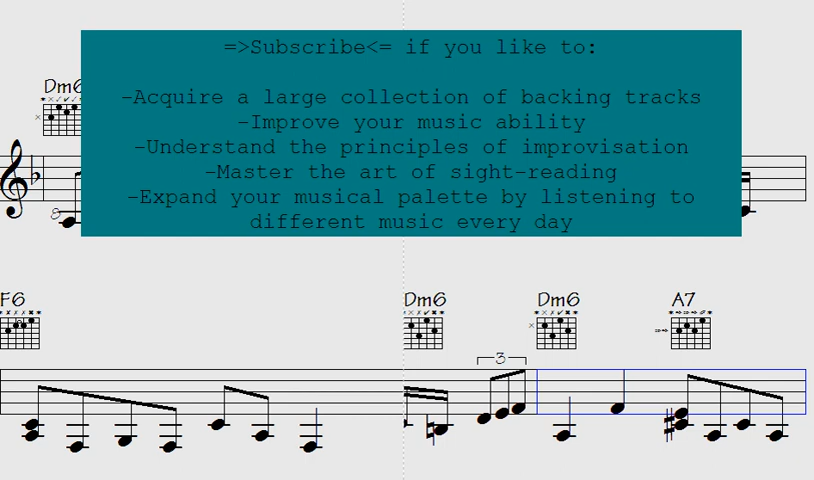 =>Subscribe<= if you like to:
-Acquire a large collection of backing tracks
-Improve your music ability
-Understand the principles of improvisation
-Master the art of sight-reading
-Expand your musical palette by listening to
different music every day
Dm6
8
F6 Dm6 Dm6 A7
3